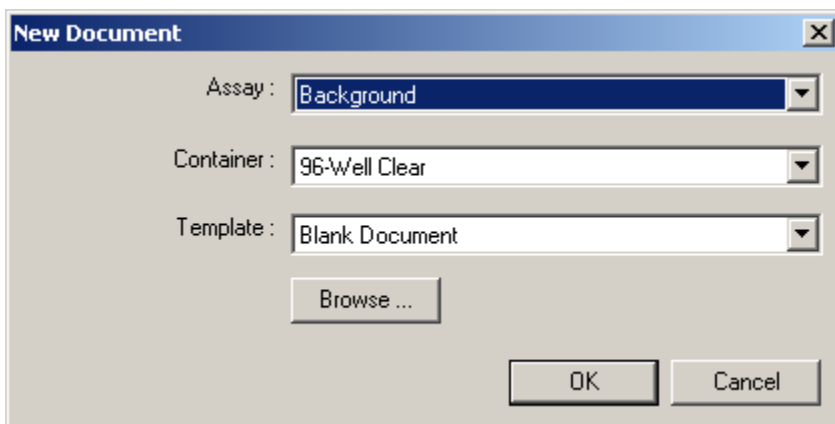 New Document
Assay : Background
Container : 96-Well Clear
Template : Blank Document
Browse ...
OK Cancel